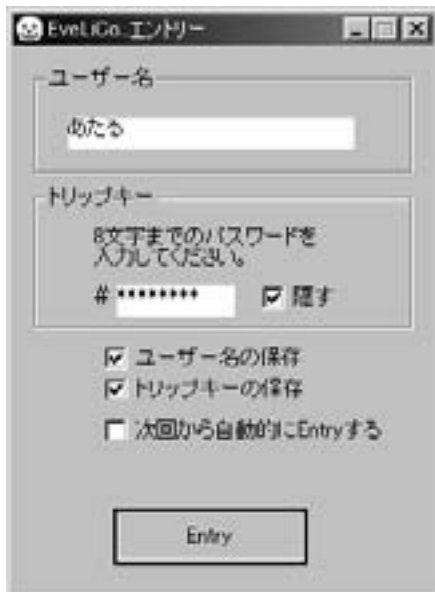 EveLiGo エントリー
ユーザー名
あたる
トリップキー
8文字までのパスワードを
入力してください。
# ******** 隠す
ユーザー名の保存
トリップキーの保存
次回から自動的にEntryする
Entry